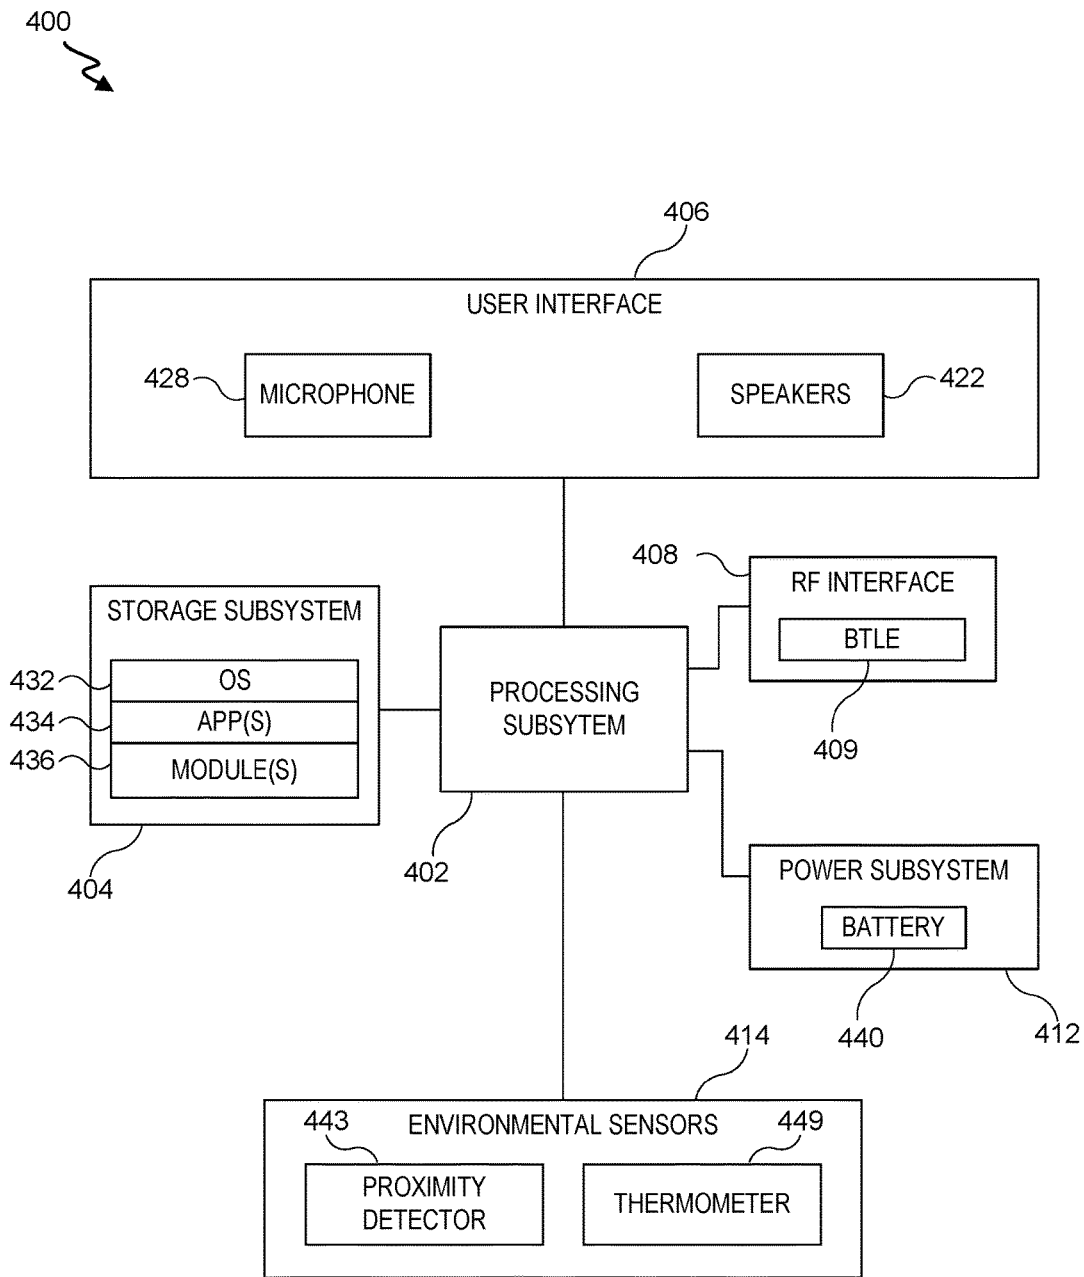 400
406
USER INTERFACE
428
MICROPHONE
SPEAKERS
422
408
RF INTERFACE
BTLE
409
STORAGE SUBSYSTEM
432
OS
434
APP(S)
436
MODULE(S)
404
PROCESSING
SUBSYTEM
402
POWER SUBSYSTEM
BATTERY
440
412
414
ENVIRONMENTAL SENSORS
443
449
PROXIMITY
DETECTOR
THERMOMETER